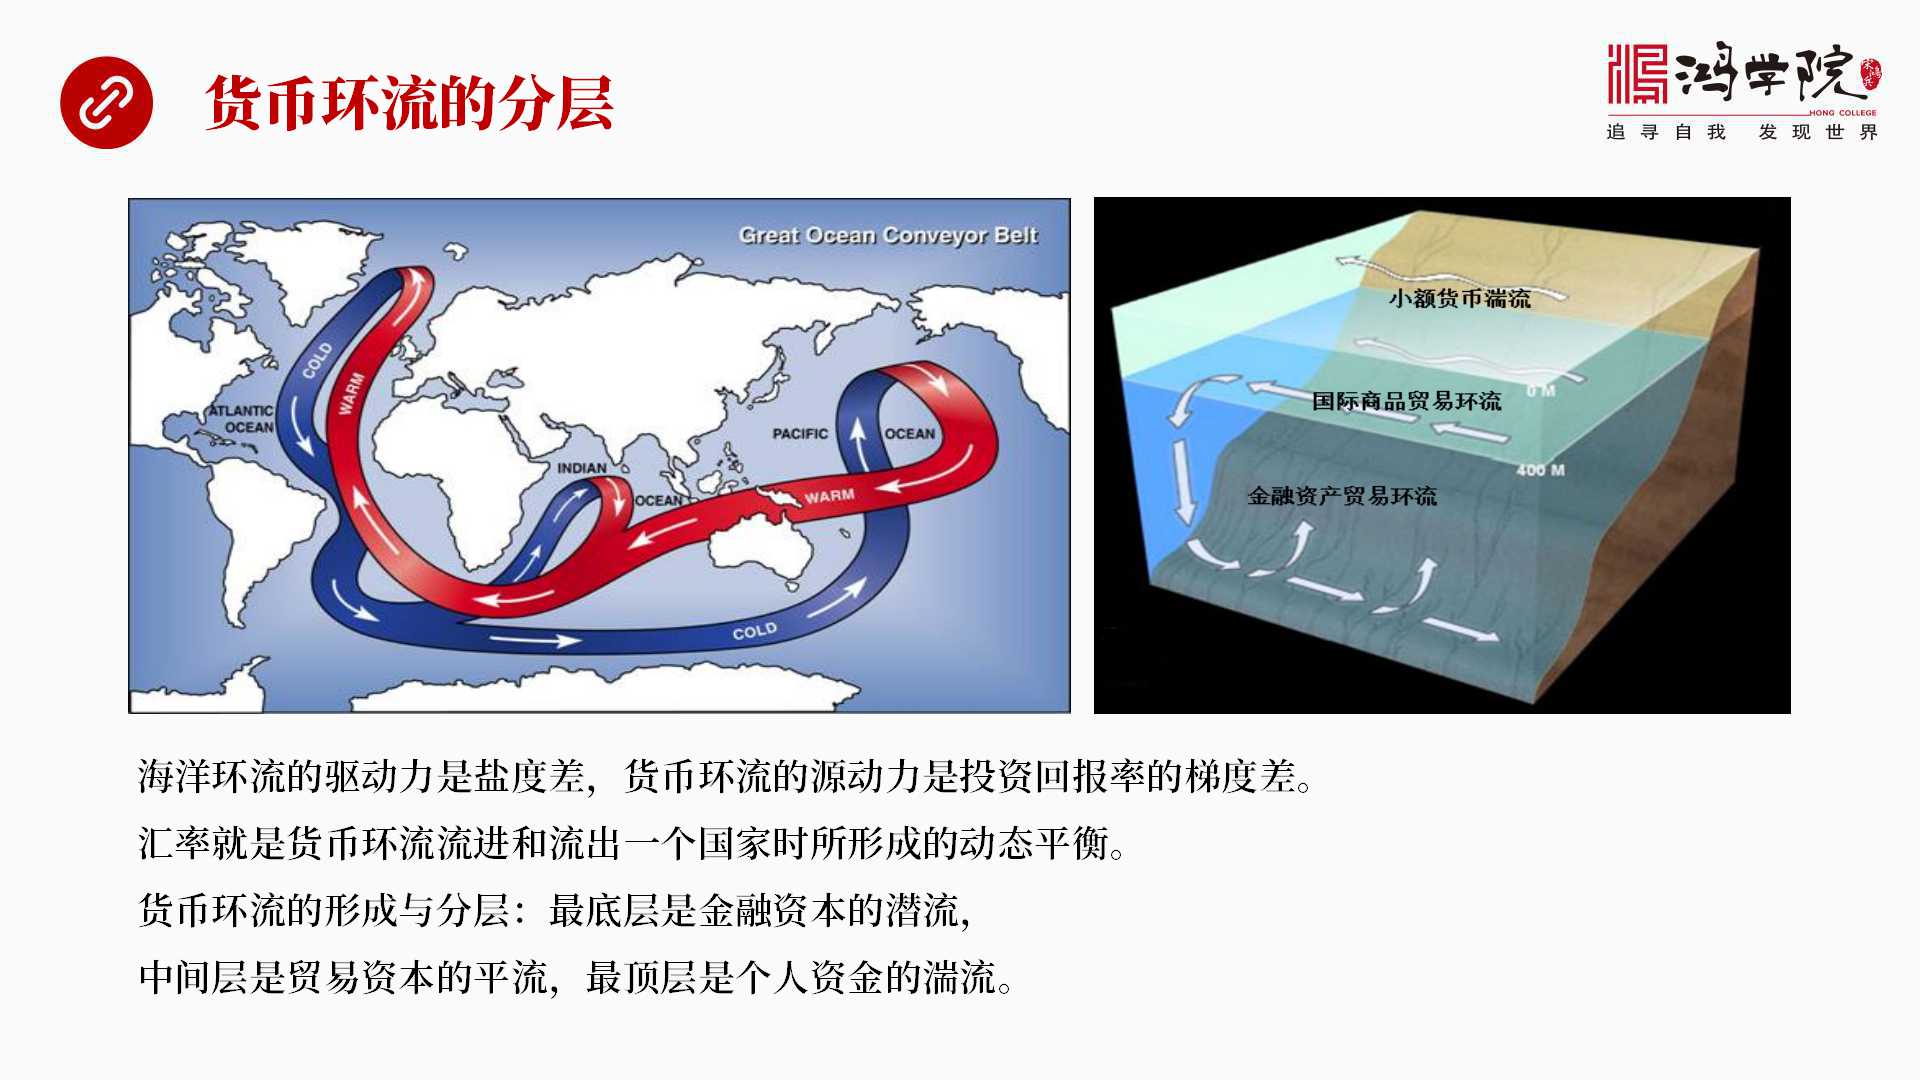 货币环流的分层
鸿学院
宋鸿兵
HONG COLLEGE
追寻自我 发现世界
Great Ocean Conveyor Belt
COLD
WARM
ATLANTIC
OCEAN
PACIFIC OCEAN
INDIAN
OCEAN
WARM
COLD
小额货币湍流
0 M
国际商品贸易环流
400 M
金融资产贸易环流
海洋环流的驱动力是盐度差，货币环流的源动力是投资回报率的梯度差。
汇率就是货币环流流进和流出一个国家时所形成的动态平衡。
货币环流的形成与分层：最底层是金融资本的潜流，
中间层是贸易资本的平流，最顶层是个人资金的湍流。